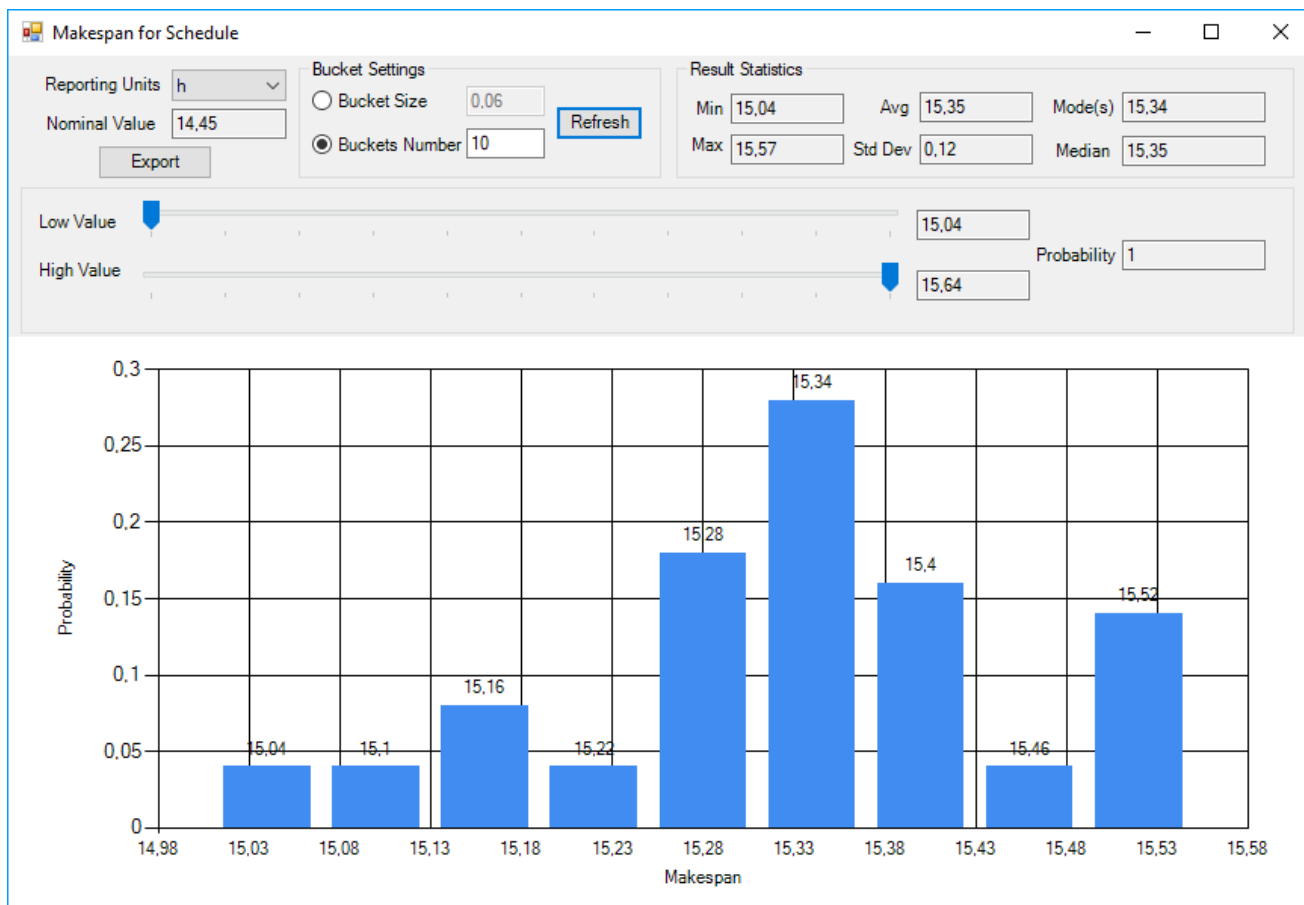 Makespan for Schedule
Reporting Units h
Nominal Value 14,45
Export
Bucket Settings
Bucket Size 0,06
Buckets Number 10
Refresh
Result Statistics
Min 15,04 Avg 15,35 Mode(s) 15,34
Max 15,57 Std Dev 0,12 Median 15,35
Low Value 15,04
High Value 15,64
Probability 1
0,3
0,25
0,2
0,15
0,1
0,05
0
Probability
15,04 15,1 15,16 15,22 15,28 15,34 15,4 15,46 15,52
14,98 15,03 15,08 15,13 15,18 15,23 15,28 15,33 15,38 15,43 15,48 15,53 15,58
Makespan